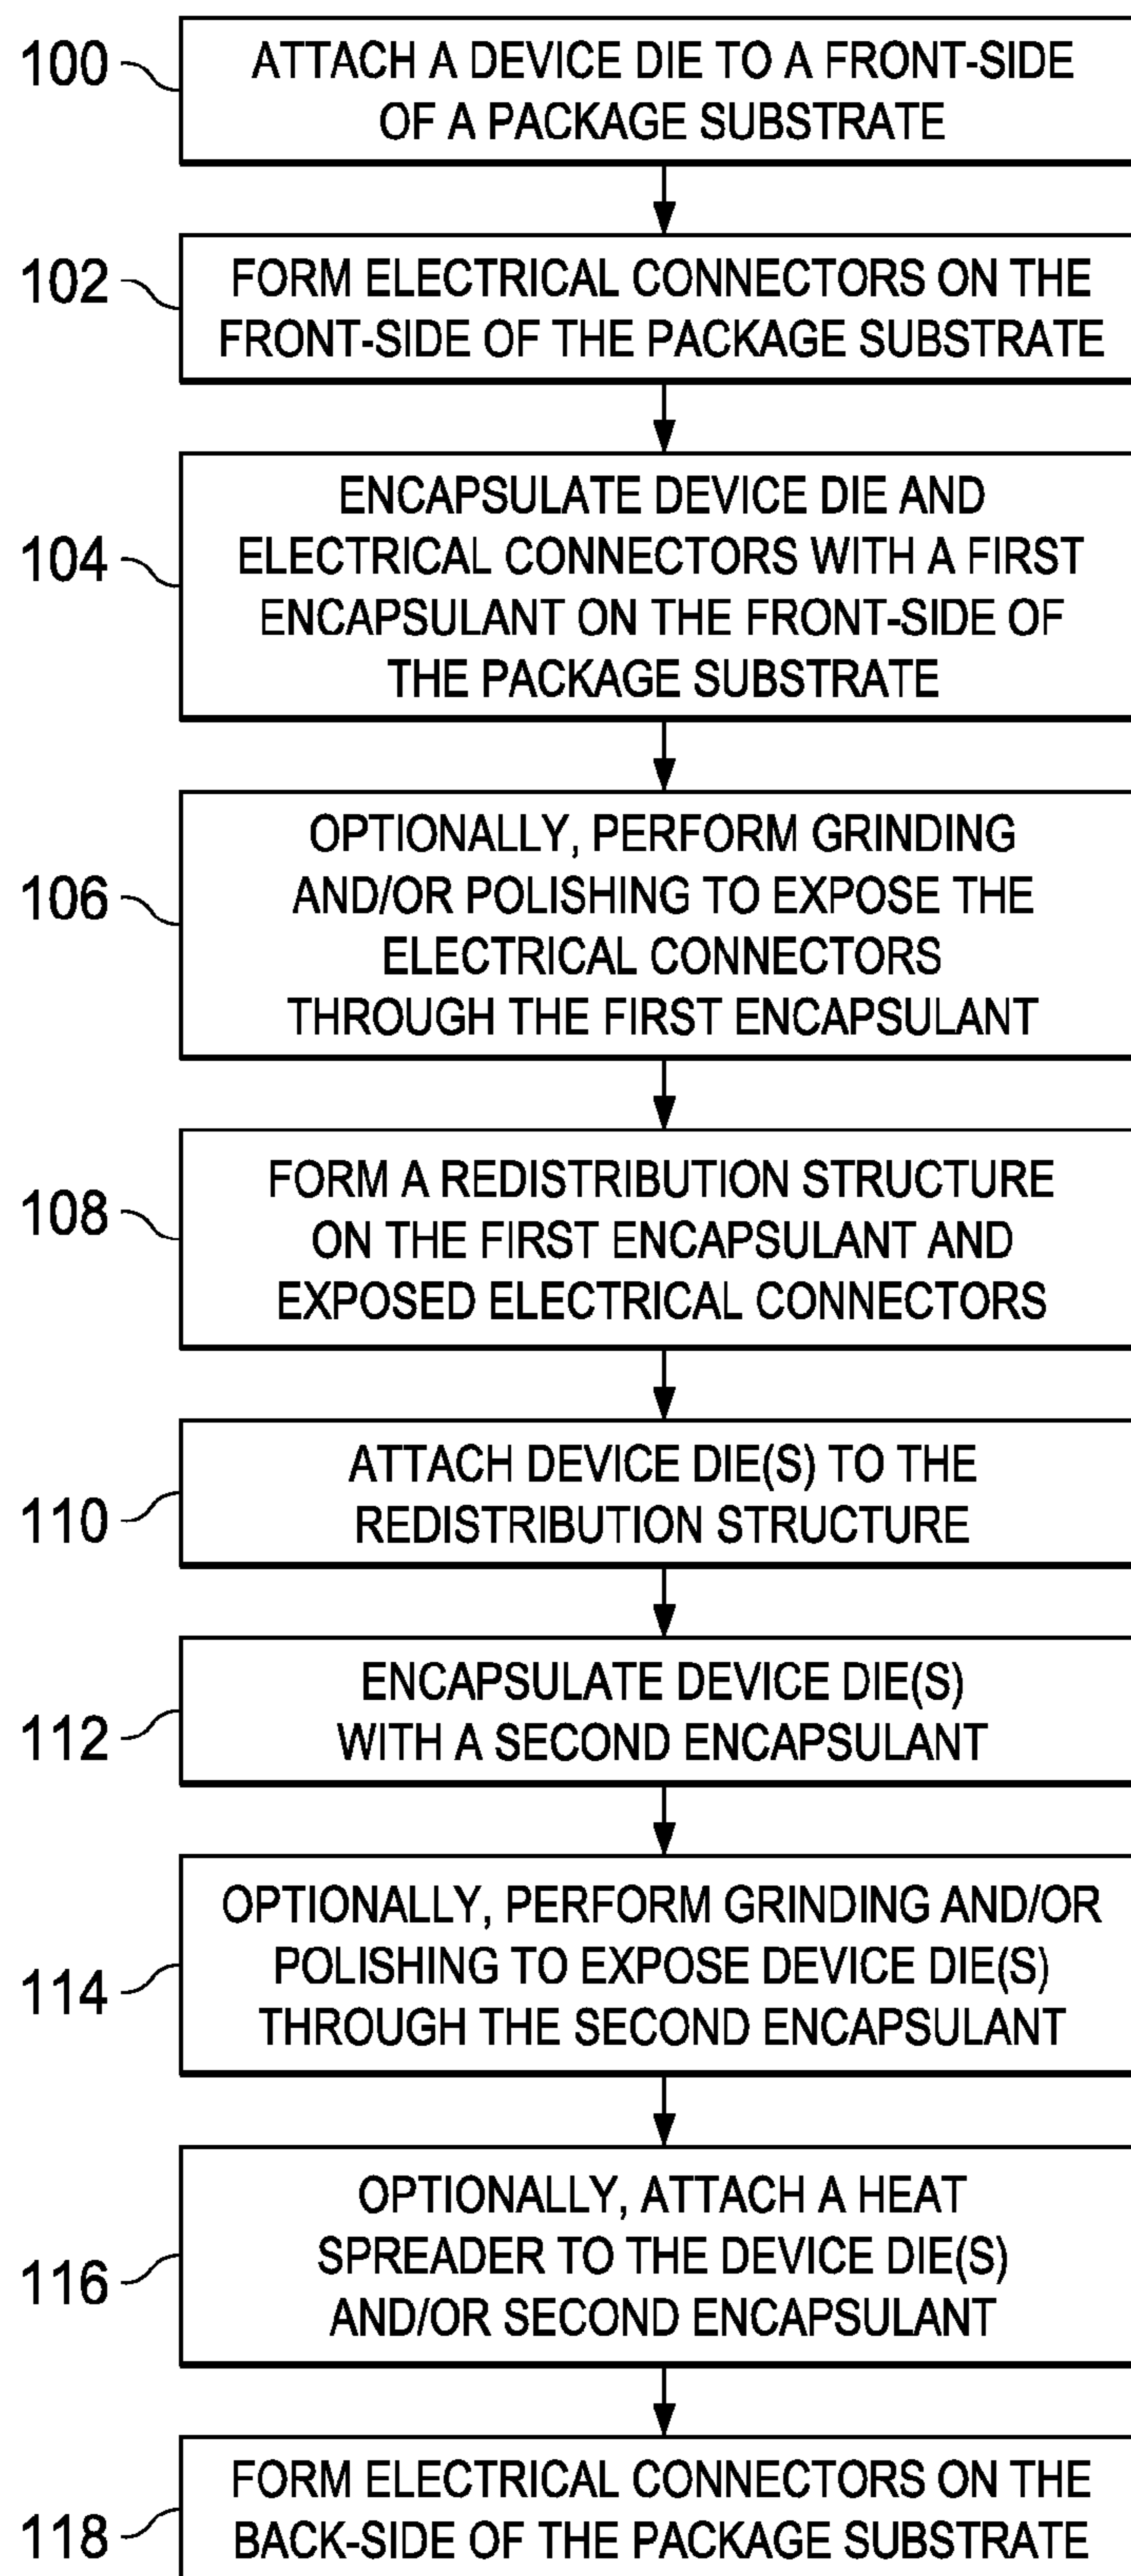 100
ATTACH A DEVICE DIE TO A FRONT-SIDE
OF A PACKAGE SUBSTRATE
102
FORM ELECTRICAL CONNECTORS ON THE
FRONT-SIDE OF THE PACKAGE SUBSTRATE
104
ENCAPSULATE DEVICE DIE AND
ELECTRICAL CONNECTORS WITH A FIRST
ENCAPSULANT ON THE FRONT-SIDE OF
THE PACKAGE SUBSTRATE
106
OPTIONALLY, PERFORM GRINDING
AND/OR POLISHING TO EXPOSE THE
ELECTRICAL CONNECTORS
THROUGH THE FIRST ENCAPSULANT
108
FORM A REDISTRIBUTION STRUCTURE
ON THE FIRST ENCAPSULANT AND
EXPOSED ELECTRICAL CONNECTORS
110
ATTACH DEVICE DIE(S) TO THE
REDISTRIBUTION STRUCTURE
112
ENCAPSULATE DEVICE DIE(S)
WITH A SECOND ENCAPSULANT
114
OPTIONALLY, PERFORM GRINDING AND/OR
POLISHING TO EXPOSE DEVICE DIE(S)
THROUGH THE SECOND ENCAPSULANT
116
OPTIONALLY, ATTACH A HEAT
SPREADER TO THE DEVICE DIE(S)
AND/OR SECOND ENCAPSULANT
118
FORM ELECTRICAL CONNECTORS ON THE
BACK-SIDE OF THE PACKAGE SUBSTRATE